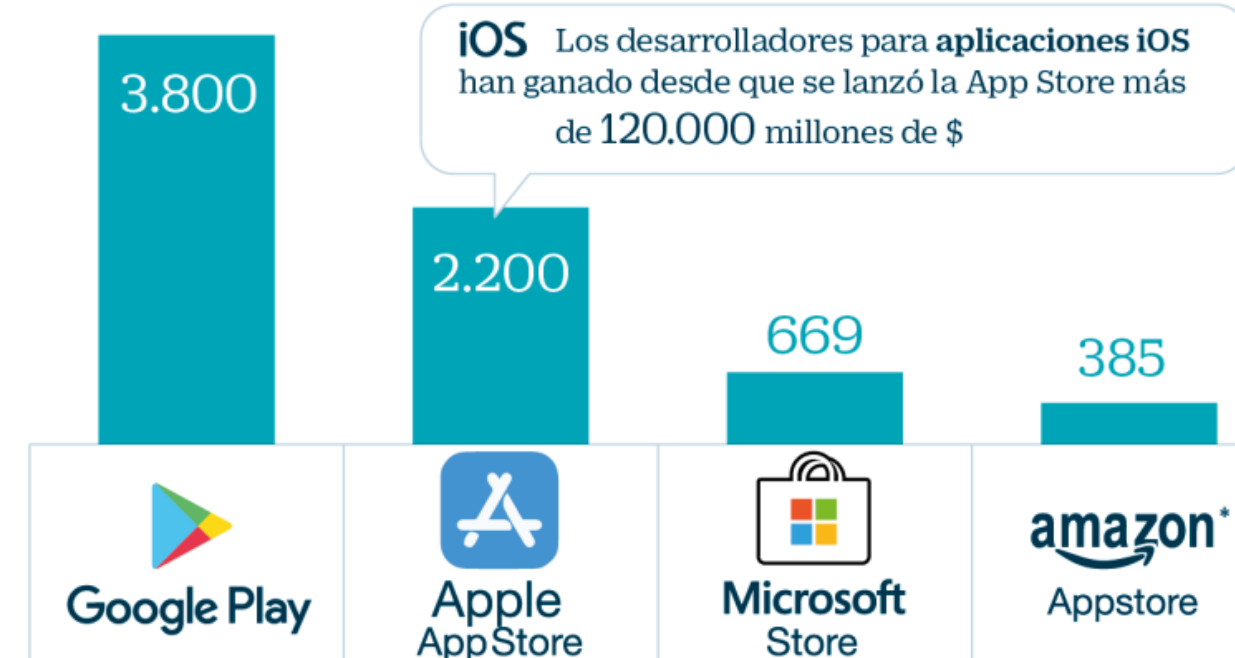 iOS Los desarrolladores para aplicaciones iOS
han ganado desde que se lanzó la App Store más
de 120.000 millones de $
3.800
2.200
669
385
Google Play
Apple
App Store
Microsoft
Store
amazon*
Appstore